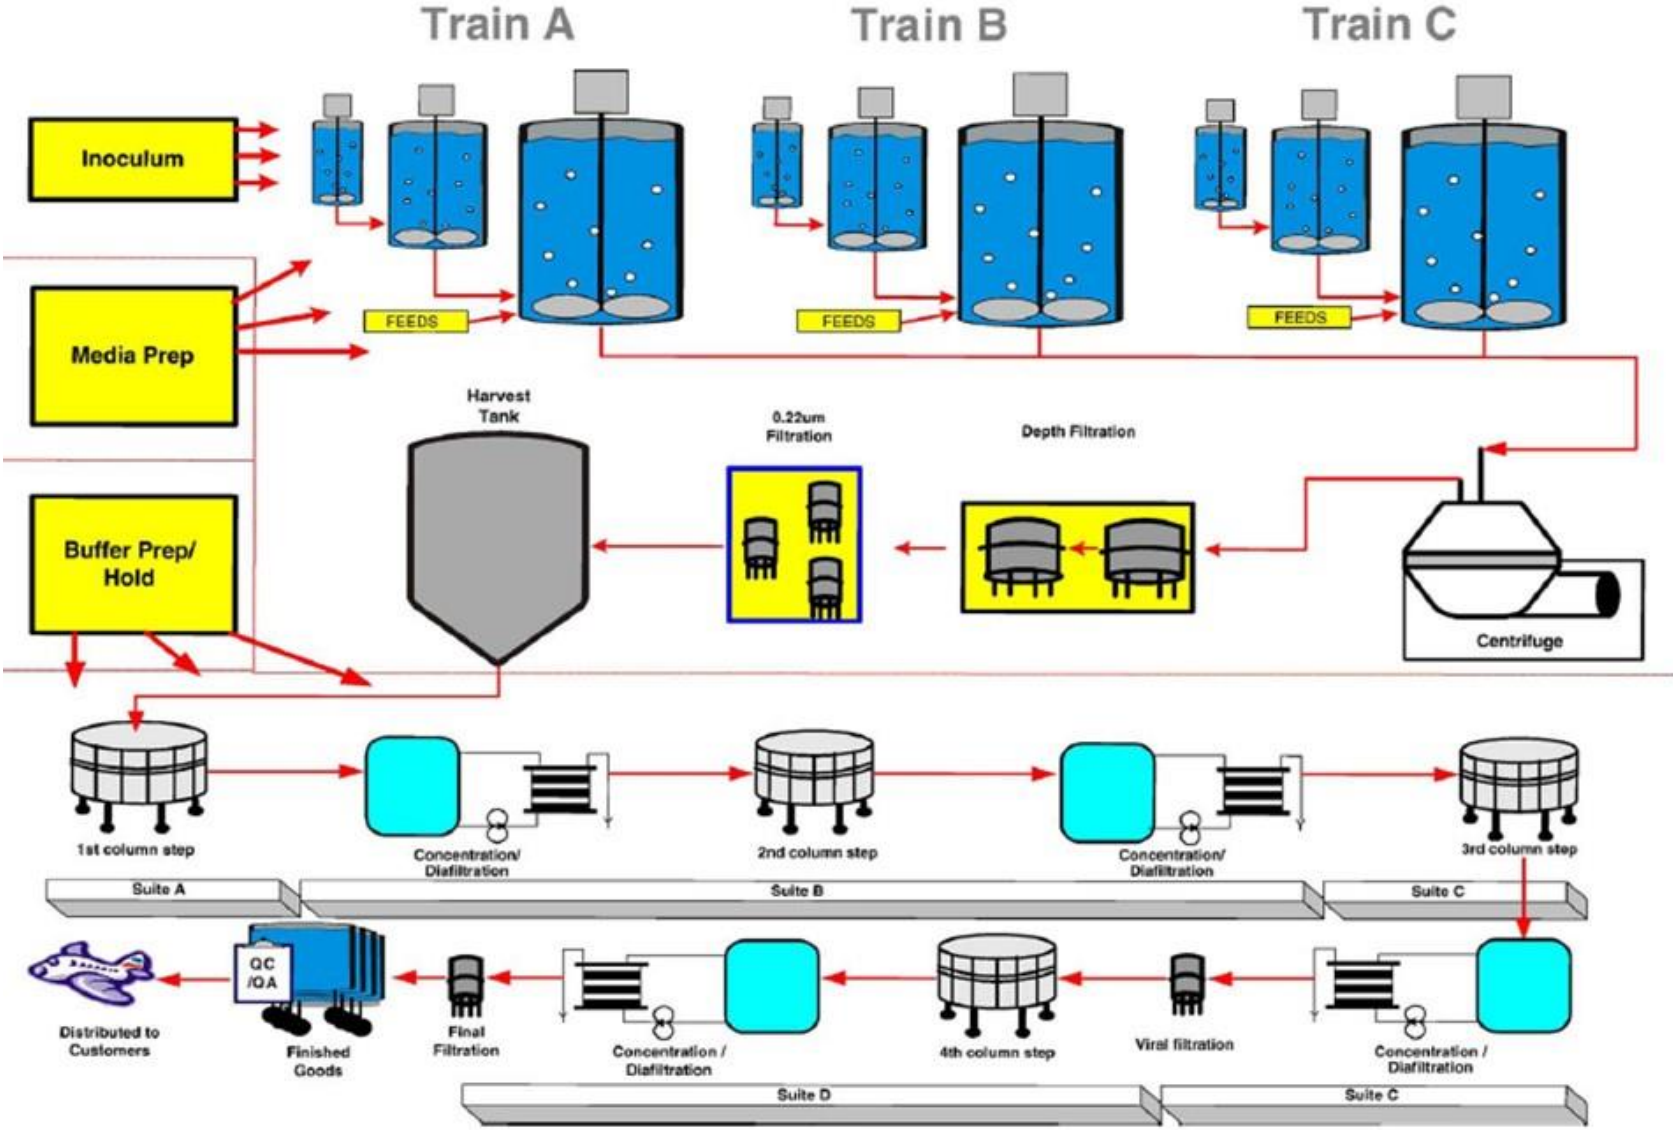 Train A
Train B
Train C
Inoculum
FEEDS
FEEDS
FEEDS
Media Prep
Harvest
Tank
0.22um
Filtration
Depth Filtration
Buffer Prep/
Hold
Centrifuge
1st column step
Concentration/
Diafiltration
2nd column step
Concentration/
Diafiltration
3rd column step
Suite A
Suite B
Suite C
QC
/QA
Distributed to
Customers
Finished
Goods
Final
Filtration
Concentration /
Diafiltration
4th column step
Viral filtration
Concentration /
Diafiltration
Suite D
Suite C